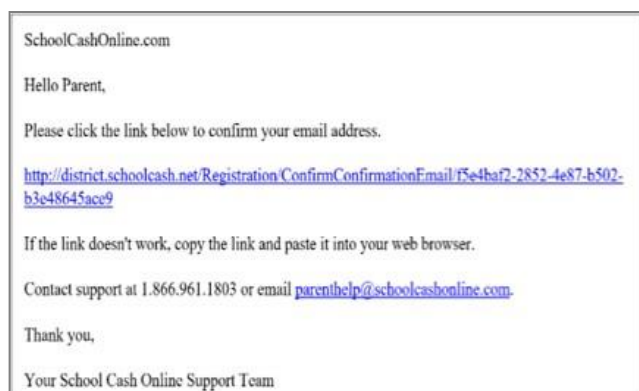 SchoolCashOnline.com
Hello Parent,
Please click the link below to confirm your email address.
http://district.schoolcash.net/Registration/ConfirmConfirmationEmail/f5e4baf2-2852-4e87-b502-
b3e48645ace9
If the link doesn't work, copy the link and paste it into your web browser.
Contact support at 1.866.961.1803 or email parenthelp@schoolcashonline.com.
Thank you,
Your School Cash Online Support Team